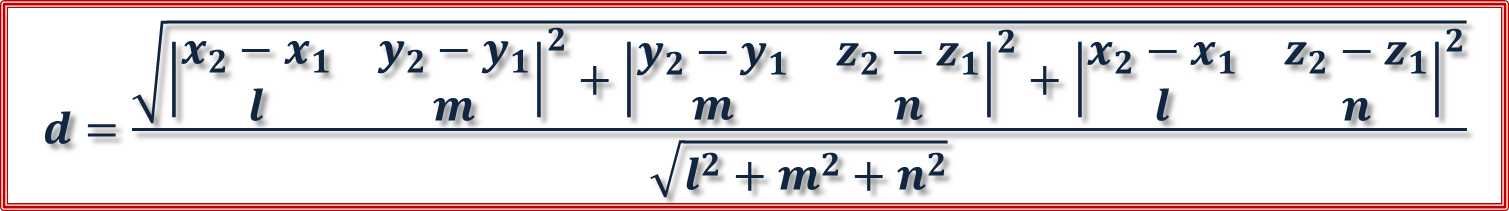 d = √(|x₂ − x₁ y₂ − y₁; l m|² + |y₂ − y₁ z₂ − z₁; m n|² + |x₂ − x₁ z₂ − z₁; l n|²) / √(l² + m² + n²)